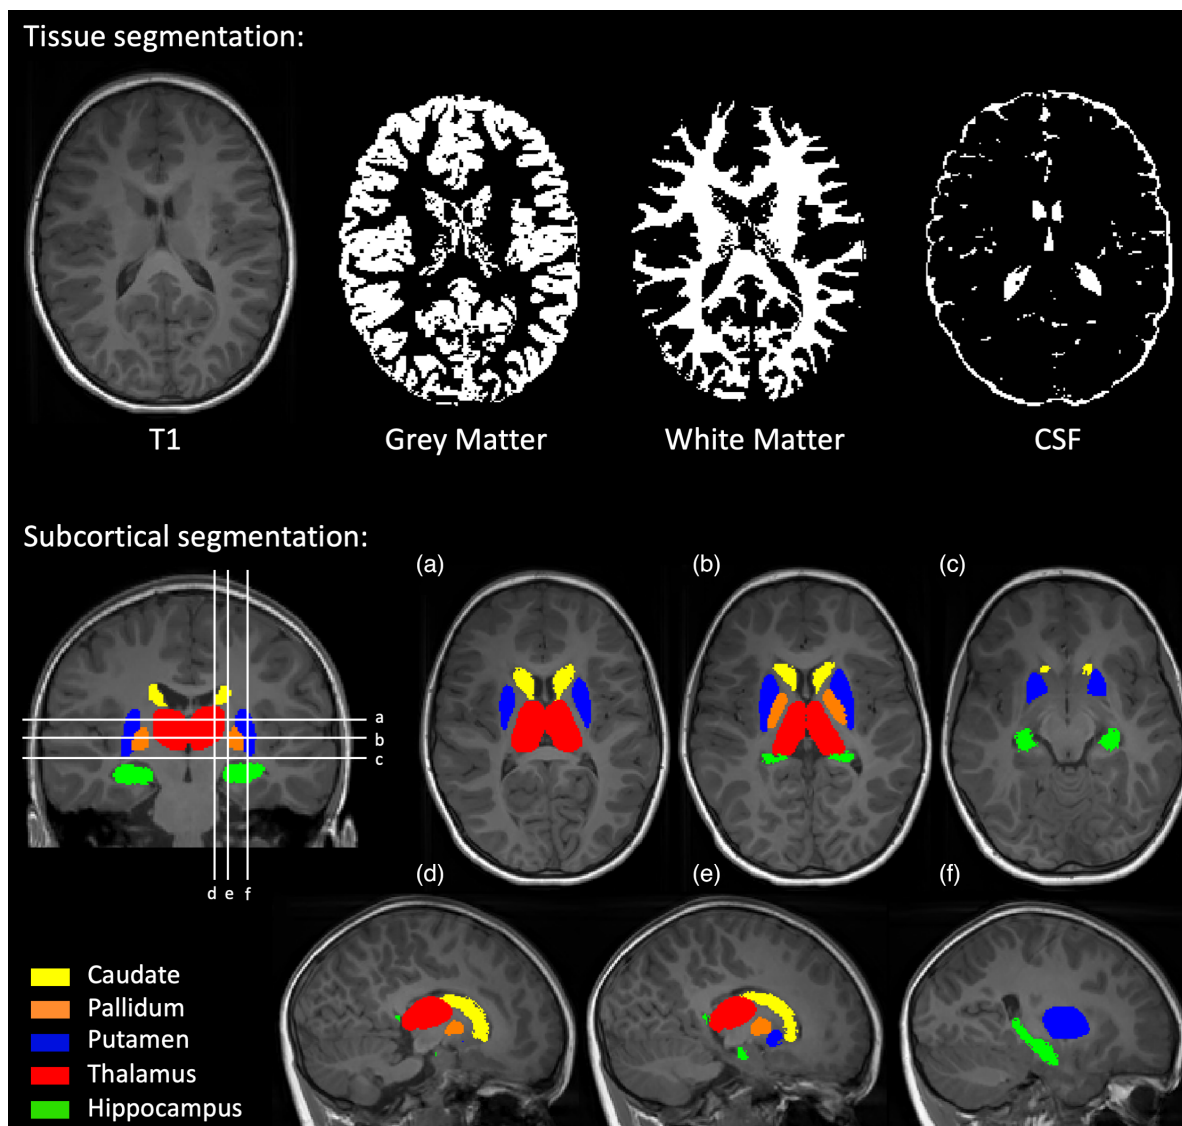 Tissue segmentation:
T1
Grey Matter
White Matter
CSF
Subcortical segmentation:
(a)
(b)
(c)
a
b
c
d e f
(d)
(e)
(f)
Caudate
Pallidum
Putamen
Thalamus
Hippocampus